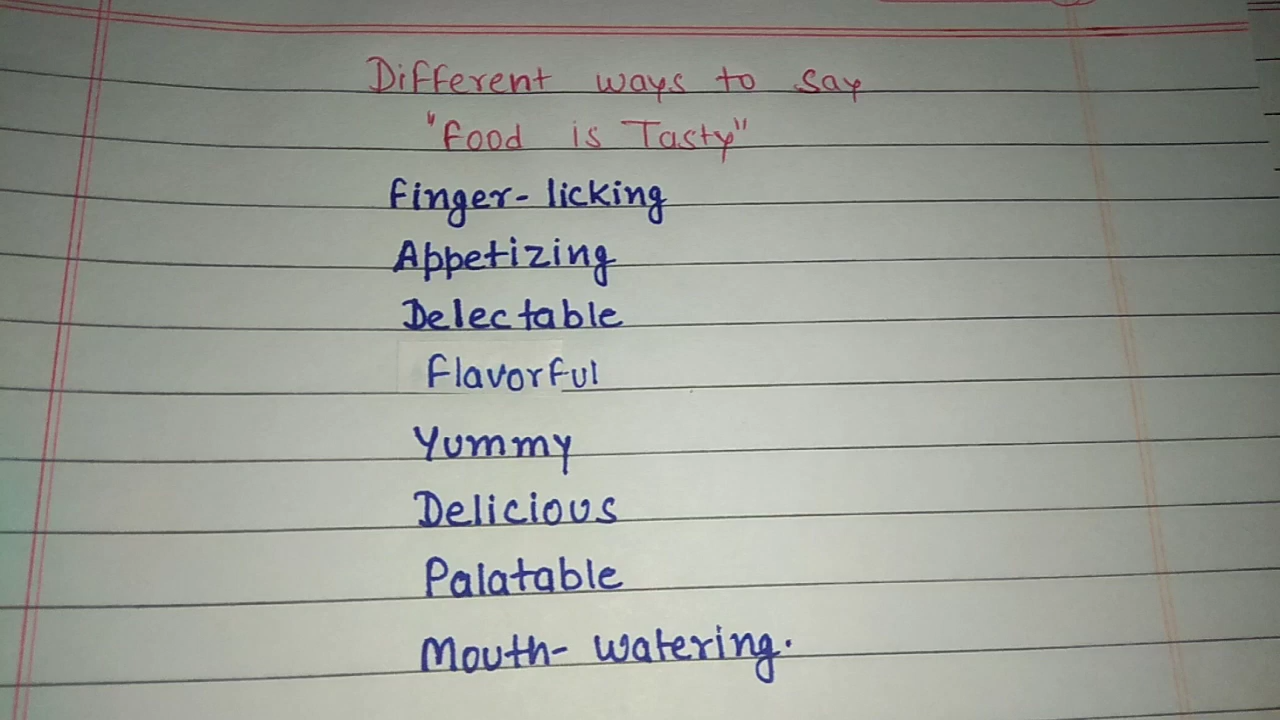 Different ways to say
"Food is Tasty"
Finger-licking
Appetizing
Delectable
Flavorful
Yummy
Delicious
Palatable
Mouth-watering.